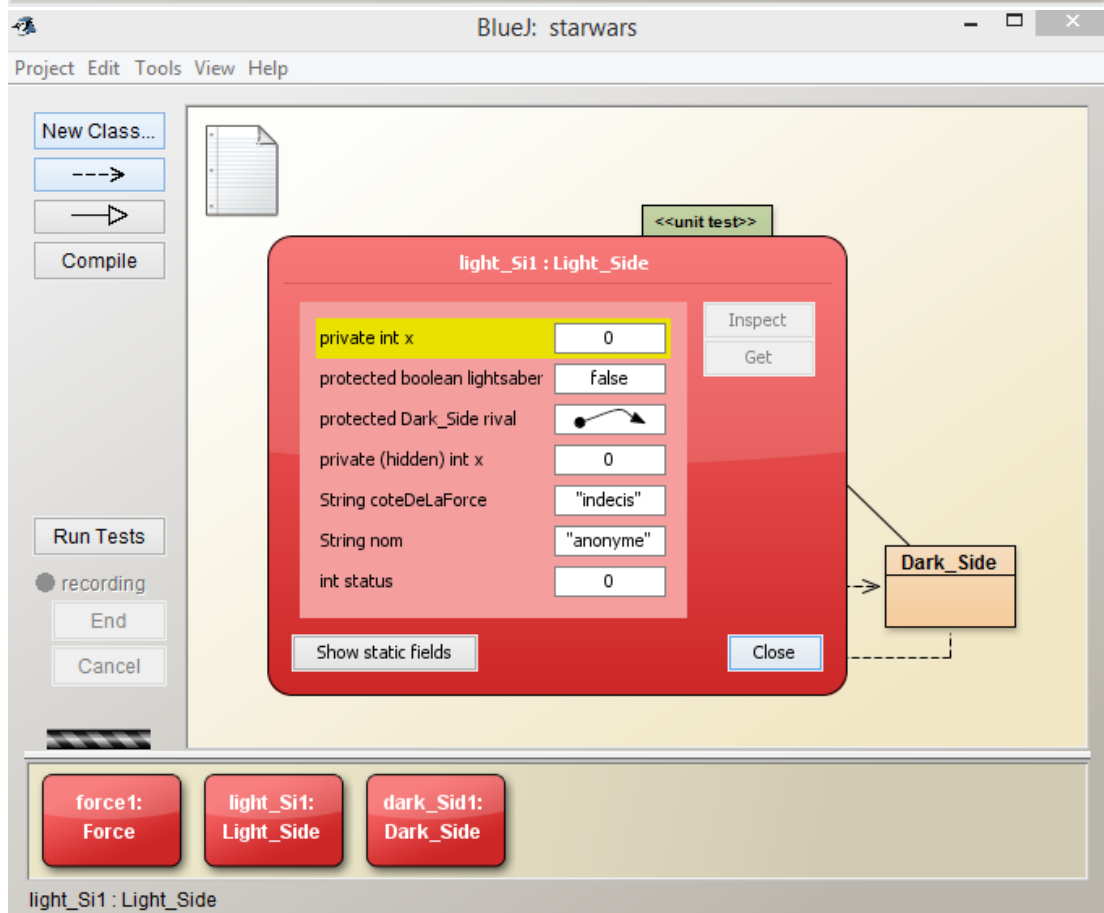 BlueJ: starwars
Project Edit Tools View Help
New Class...
Compile
<<unit test>>
light_Si1 : Light_Side
private int x 0
Inspect
Get
protected boolean lightsaber false
protected Dark_Side rival
private (hidden) int x 0
String coteDeLaForce "indecis"
String nom "anonyme"
int status 0
Show static fields
Close
Run Tests
recording
End
Cancel
Dark_Side
force1:
Force
light_Si1:
Light_Side
dark_Sid1:
Dark_Side
light_Si1 : Light_Side